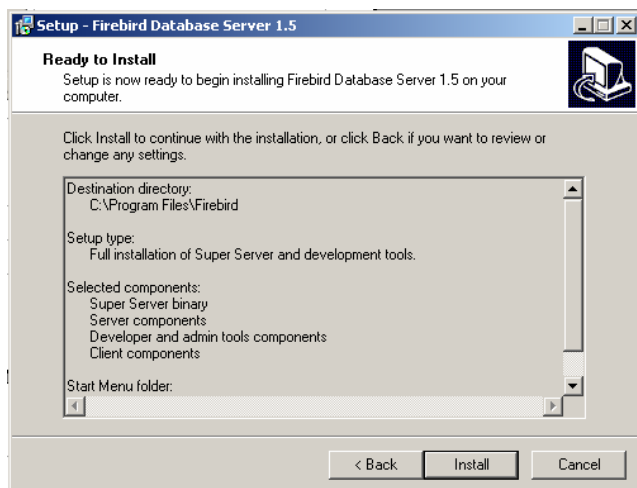 Setup - Firebird Database Server 1.5
Ready to Install
Setup is now ready to begin installing Firebird Database Server 1.5 on your
computer.
Click Install to continue with the installation, or click Back if you want to review or
change any settings.
Destination directory:
C:\Program Files\Firebird
Setup type:
Full installation of Super Server and development tools.
Selected components:
Super Server binary
Server components
Developer and admin tools components
Client components
Start Menu folder:
< Back Install Cancel